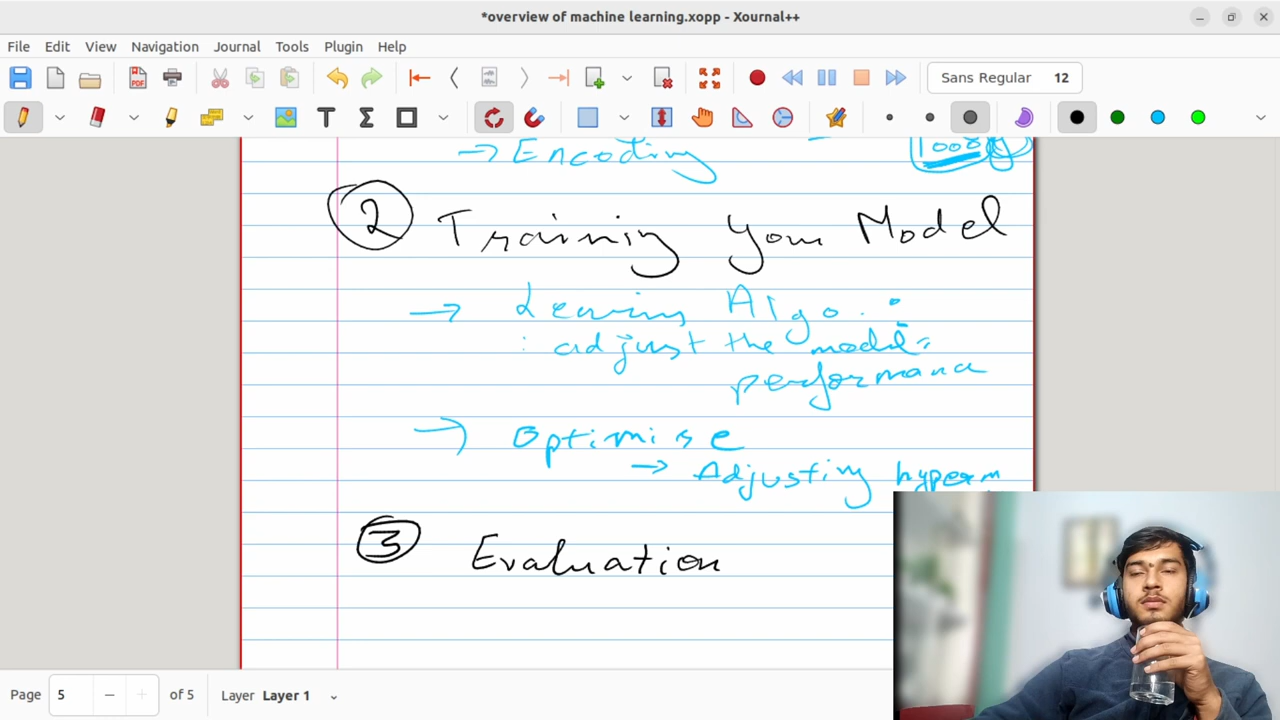 *overview of machine learning.xopp - Xournal++
File Edit View Navigation Journal Tools Plugin Help
Sans Regular 12
→ Encoding
2 Training your Model
→ Learning Algo. :
: adjust the model's
performance
→ Optimise
→ Adjusting hyperm
3 Evaluation
Page 5 of 5 Layer Layer 1